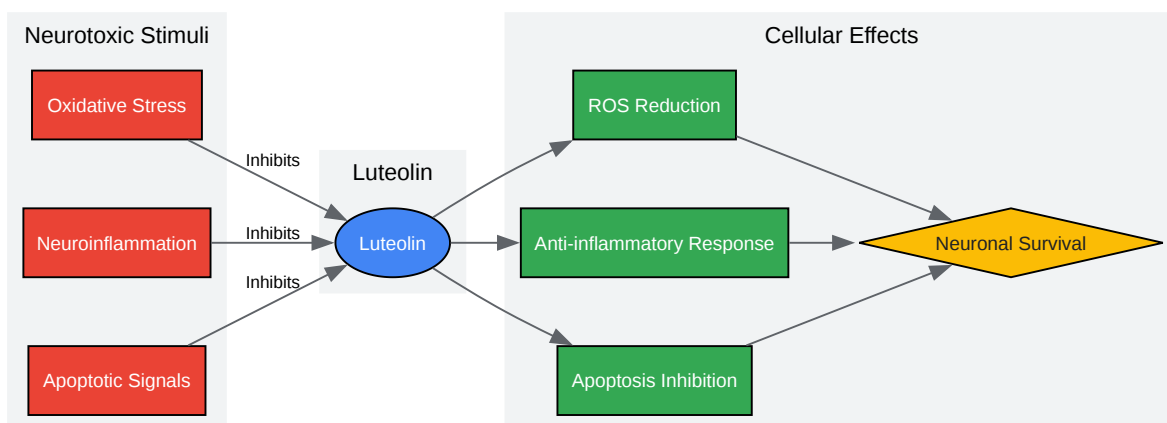 Neurotoxic Stimuli
Cellular Effects
Oxidative Stress
ROS Reduction
Inhibits
Luteolin
Neuroinflammation
Inhibits
Luteolin
Anti-inflammatory Response
Neuronal Survival
Inhibits
Apoptotic Signals
Apoptosis Inhibition